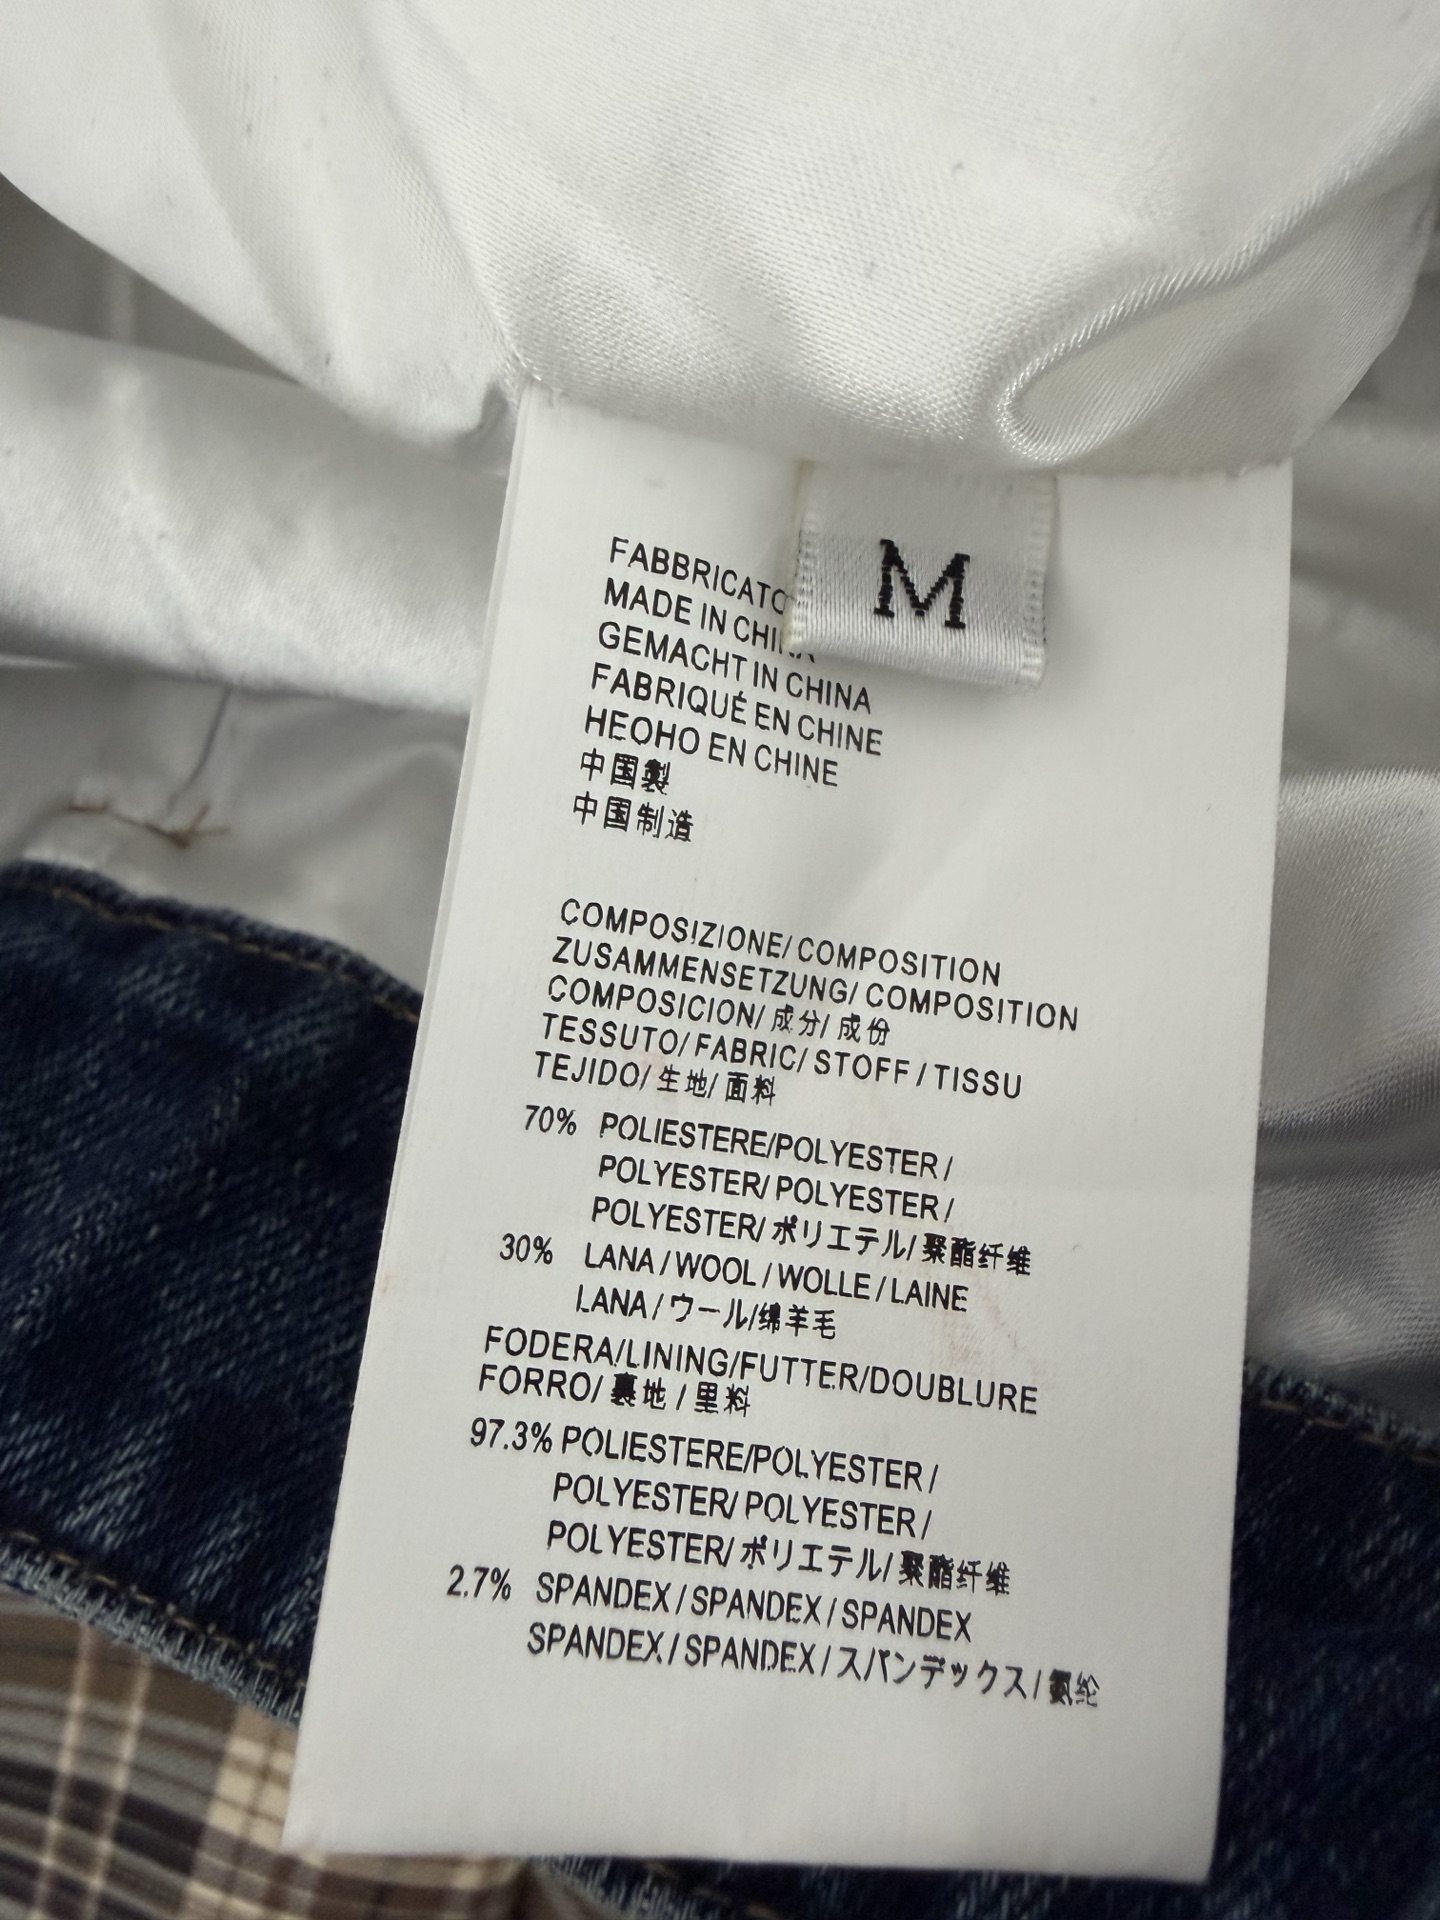 M
FABBRICATO
MADE IN CHINA
GEMACHT IN CHINA
FABRIQUÉ EN CHINE
HEOHO EN CHINE
中国製
中国制造
COMPOSIZIONE/ COMPOSITION
ZUSAMMENSETZUNG/ COMPOSITION
COMPOSICION/ 成分/ 成份
TESSUTO/ FABRIC/ STOFF / TISSU
TEJIDO/ 生地/ 面料
70% POLIESTERE/POLYESTER /
POLYESTER/ POLYESTER /
POLYESTER/ ポリエテル/ 聚酯纤维
30% LANA / WOOL / WOLLE / LAINE
LANA / ウール/绵羊毛
FODERA/LINING/FUTTER/DOUBLURE
FORRO/ 裏地 / 里料
97.3% POLIESTERE/POLYESTER /
POLYESTER/ POLYESTER /
POLYESTER/ ポリエテル/ 聚酯纤维
2.7% SPANDEX / SPANDEX / SPANDEX
SPANDEX / SPANDEX / スパンデックス / 氨纶